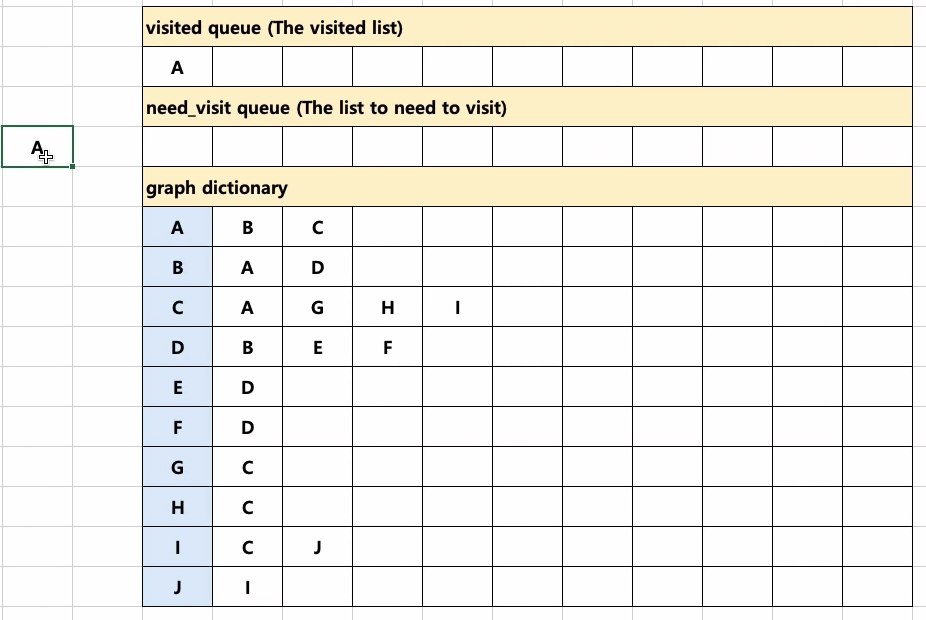 visited queue (The visited list)
A
need_visit queue (The list to need to visit)
A
graph dictionary
A B C
B A D
C A G H I
D B E F
E D
F D
G C
H C
I C J
J I